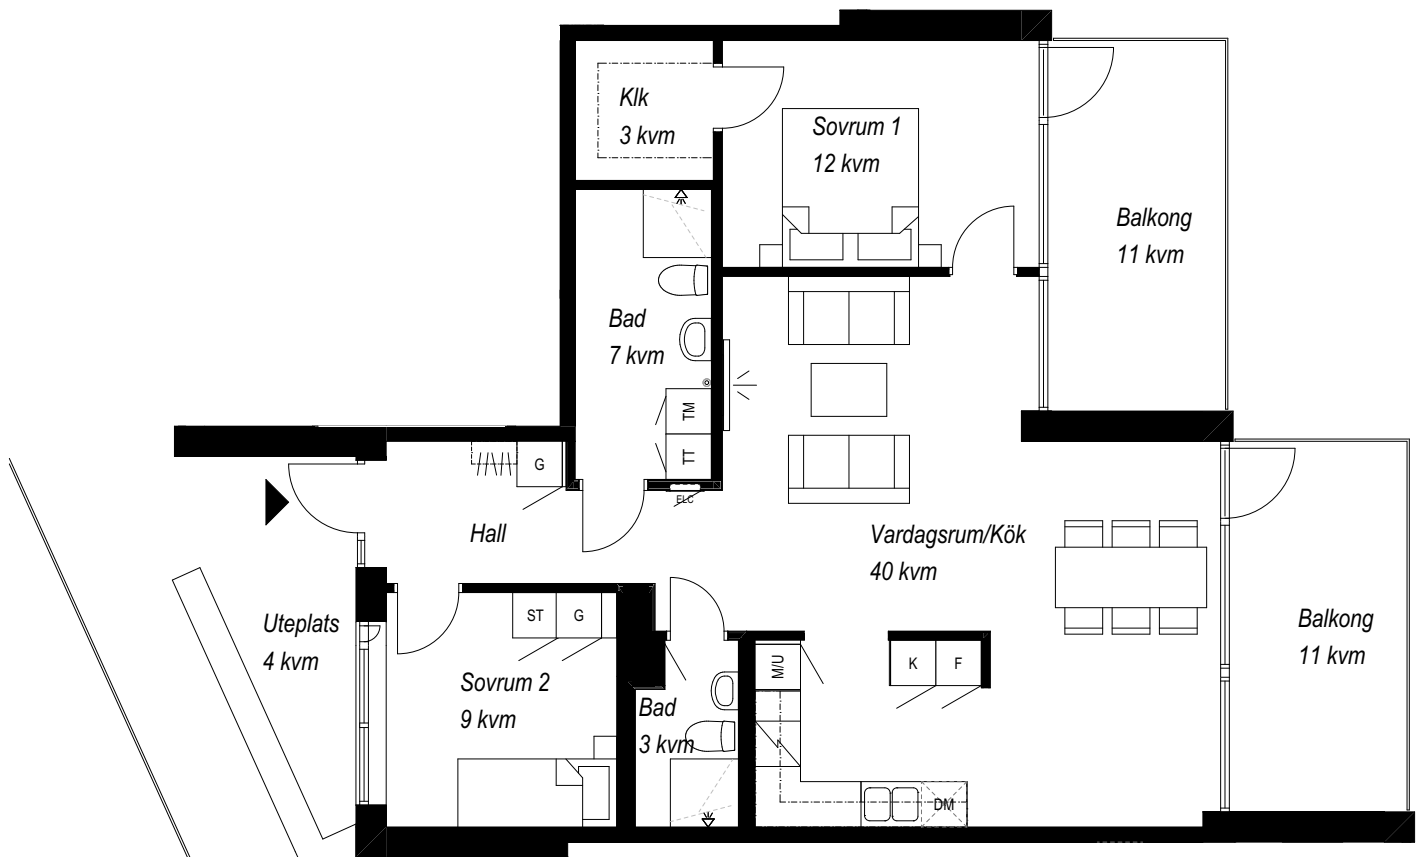 Klk
3 kvm
Sovrum 1
12 kvm
Balkong
11 kvm
Bad
7 kvm
TM
TT
G
ELC
Hall
Vardagsrum/Kök
40 kvm
ST
G
Uteplats
4 kvm
Sovrum 2
9 kvm
Bad
3 kvm
M/U
K
F
DM
Balkong
11 kvm